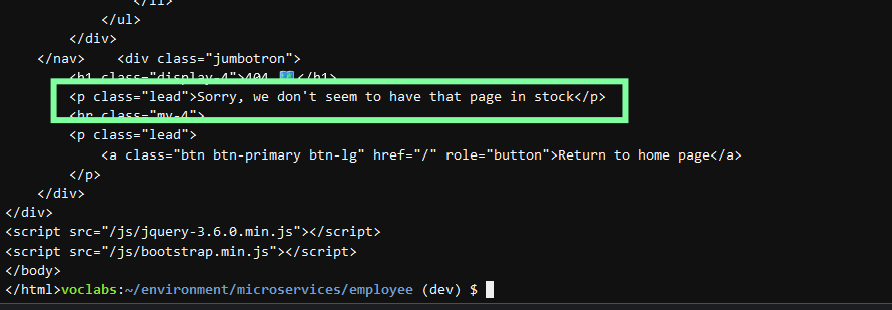 </li>
</ul>
</div>
</nav>    <div class="jumbotron">
<h1 class="display-4">404 📘</h1>
<p class="lead">Sorry, we don't seem to have that page in stock</p>
<hr class="my-4">
<p class="lead">
<a class="btn btn-primary btn-lg" href="/" role="button">Return to home page</a>
</p>
</div>
</div>
<script src="/js/jquery-3.6.0.min.js"></script>
<script src="/js/bootstrap.min.js"></script>
</body>
</html>voclabs:~/environment/microservices/employee (dev) $